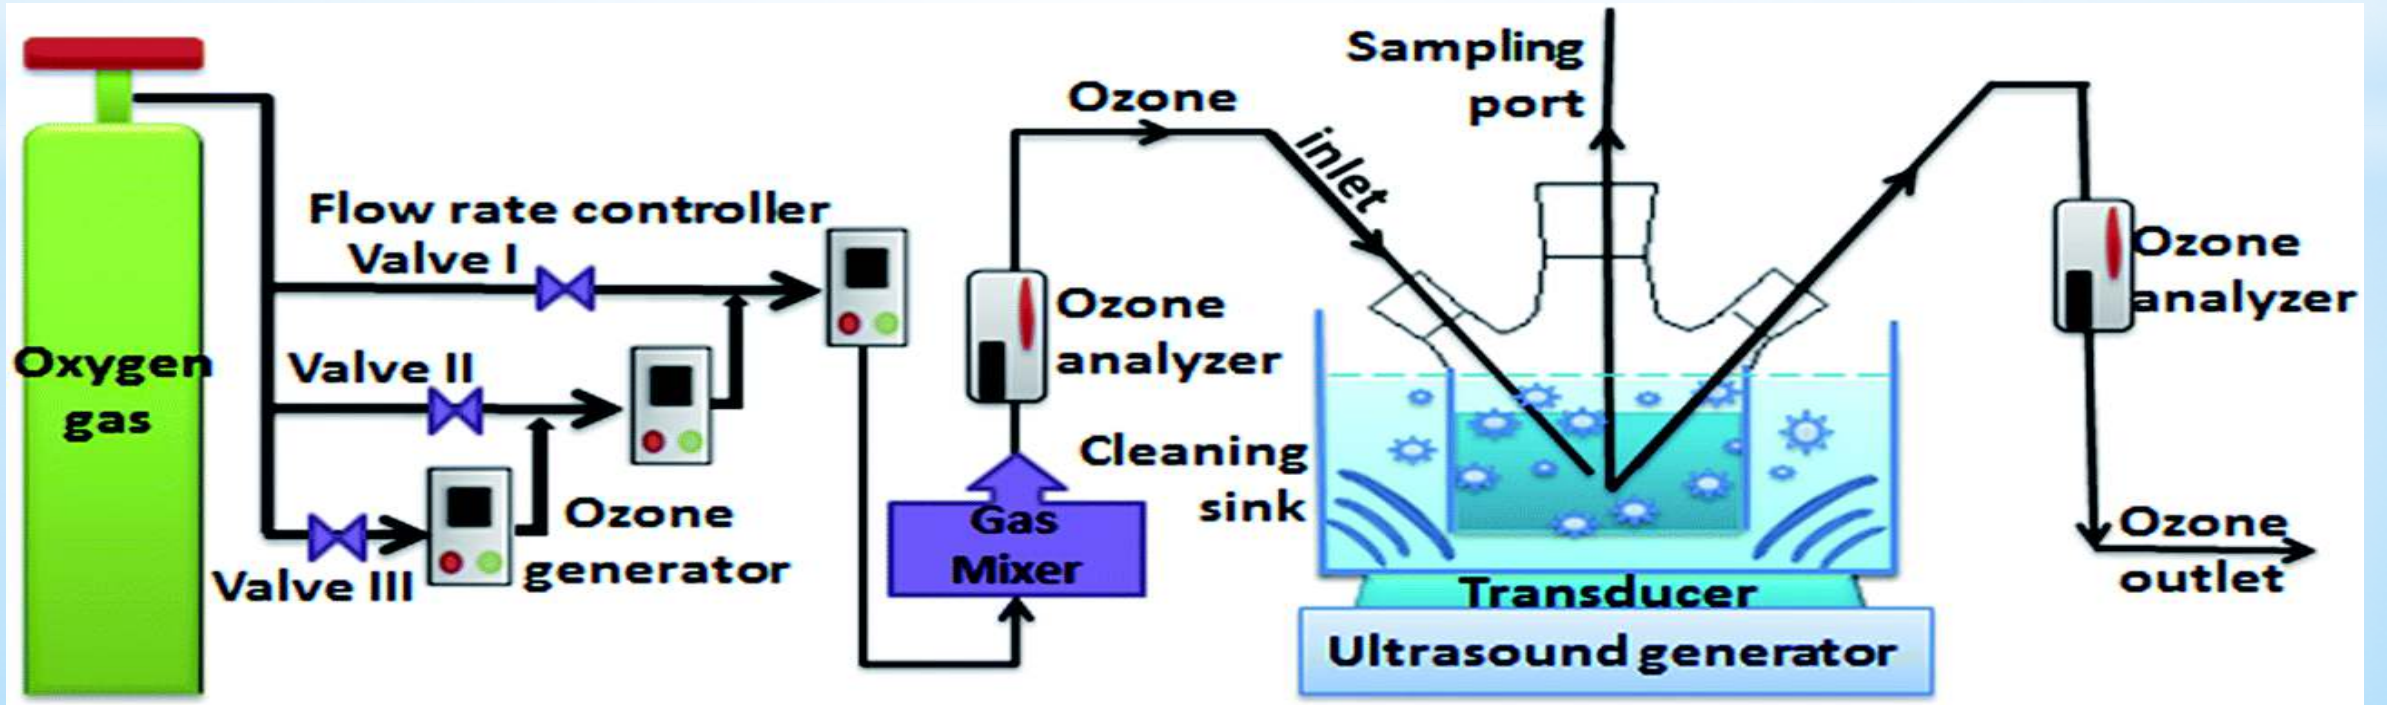 Oxygen
gas
Flow rate controller
Valve I
Valve II
Valve III
Ozone
generator
Gas
Mixer
Ozone
analyzer
Ozone
inlet
Sampling
port
Cleaning
sink
Transducer
Ultrasound generator
Ozone
analyzer
Ozone
outlet